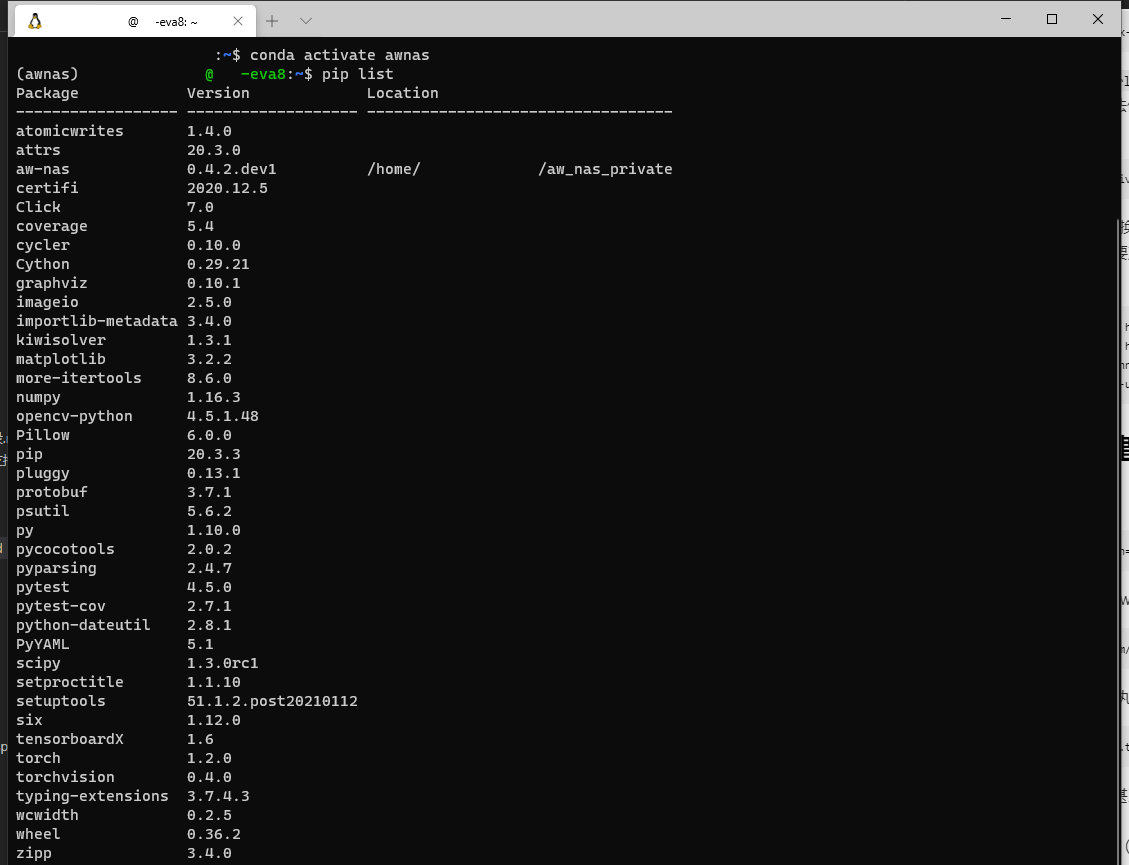 @ -eva8: ~
:~$ conda activate awnas
(awnas) @ -eva8:~$ pip list
Package Version Location
------------------ ------------------- ----------------------------------
atomicwrites 1.4.0
attrs 20.3.0
aw-nas 0.4.2.dev1 /home/ /aw_nas_private
certifi 2020.12.5
Click 7.0
coverage 5.4
cycler 0.10.0
Cython 0.29.21
graphviz 0.10.1
imageio 2.5.0
importlib-metadata 3.4.0
kiwisolver 1.3.1
matplotlib 3.2.2
more-itertools 8.6.0
numpy 1.16.3
opencv-python 4.5.1.48
Pillow 6.0.0
pip 20.3.3
pluggy 0.13.1
protobuf 3.7.1
psutil 5.6.2
py 1.10.0
pycocotools 2.0.2
pyparsing 2.4.7
pytest 4.5.0
pytest-cov 2.7.1
python-dateutil 2.8.1
PyYAML 5.1
scipy 1.3.0rc1
setproctitle 1.1.10
setuptools 51.1.2.post20210112
six 1.12.0
tensorboardX 1.6
torch 1.2.0
torchvision 0.4.0
typing-extensions 3.7.4.3
wcwidth 0.2.5
wheel 0.36.2
zipp 3.4.0